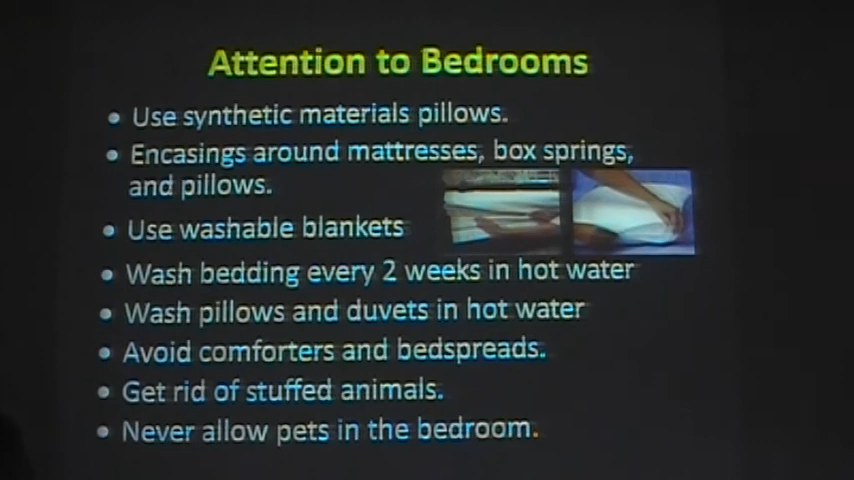 Attention to Bedrooms
• Use synthetic materials pillows.
• Encasings around mattresses, box springs,
and pillows.
• Use washable blankets
• Wash bedding every 2 weeks in hot water
• Wash pillows and duvets in hot water
• Avoid comforters and bedspreads.
• Get rid of stuffed animals.
• Never allow pets in the bedroom.